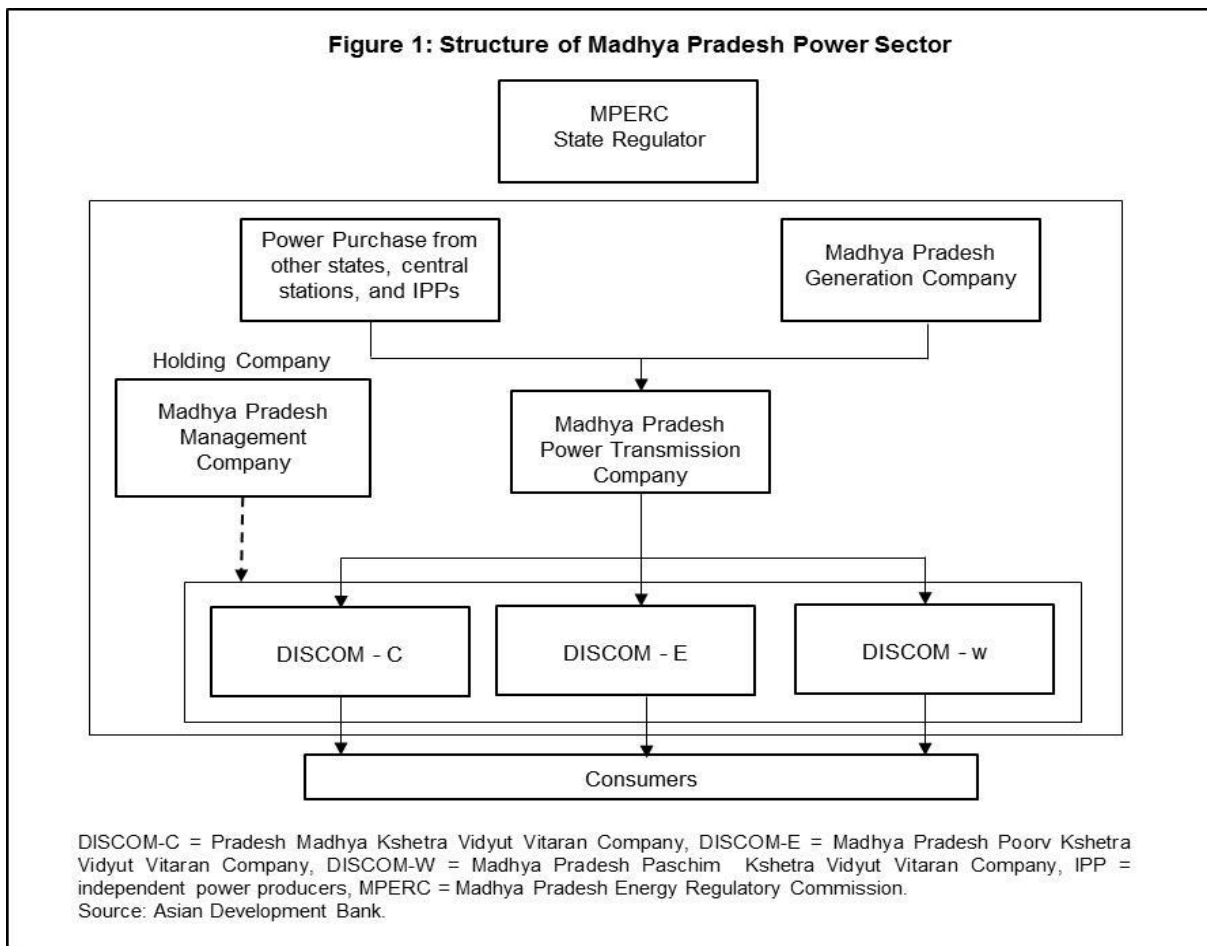 Figure 1: Structure of Madhya Pradesh Power Sector
MPERC
State Regulator
Power Purchase from
other states, central
stations, and IPPs
Madhya Pradesh
Generation Company
Holding Company
Madhya Pradesh
Management
Company
Madhya Pradesh
Power Transmission
Company
DISCOM - C
DISCOM - E
DISCOM - w
Consumers
DISCOM-C = Pradesh Madhya Kshetra Vidyut Vitaran Company, DISCOM-E = Madhya Pradesh Poorv Kshetra
Vidyut Vitaran Company, DISCOM-W = Madhya Pradesh Paschim Kshetra Vidyut Vitaran Company, IPP =
independent power producers, MPERC = Madhya Pradesh Energy Regulatory Commission.
Source: Asian Development Bank.